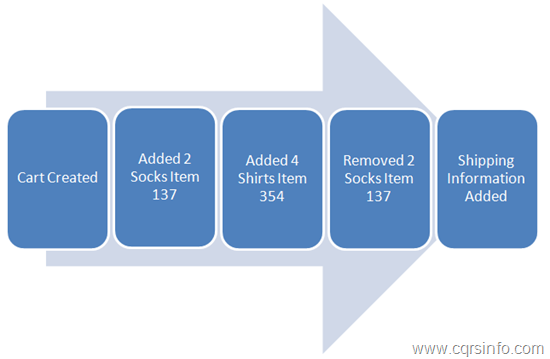 Cart Created
Added 2
Socks Item
137
Added 4
Shirts Item
354
Removed 2
Socks Item
137
Shipping
Information
Added
www.cqrsinfo.com